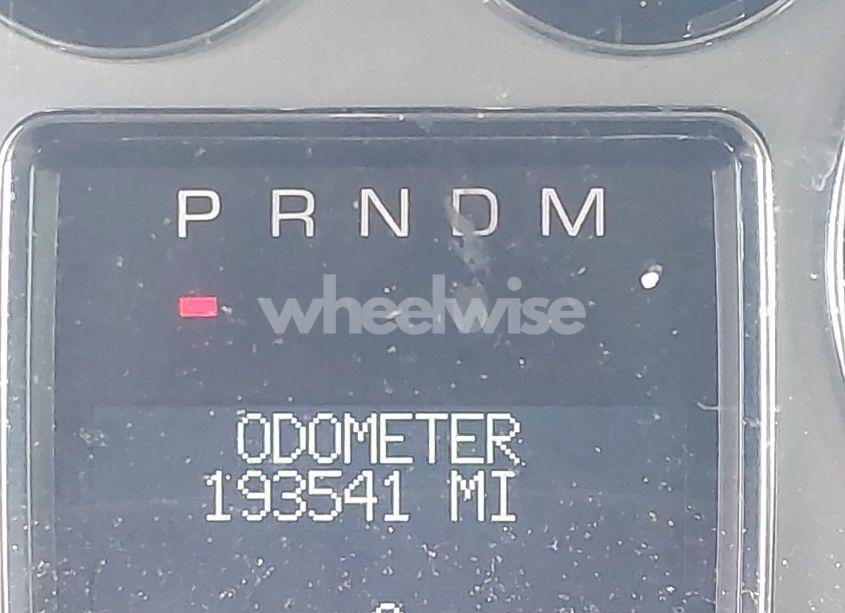 P R N D M
wheelwise
ODOMETER
193541 MI